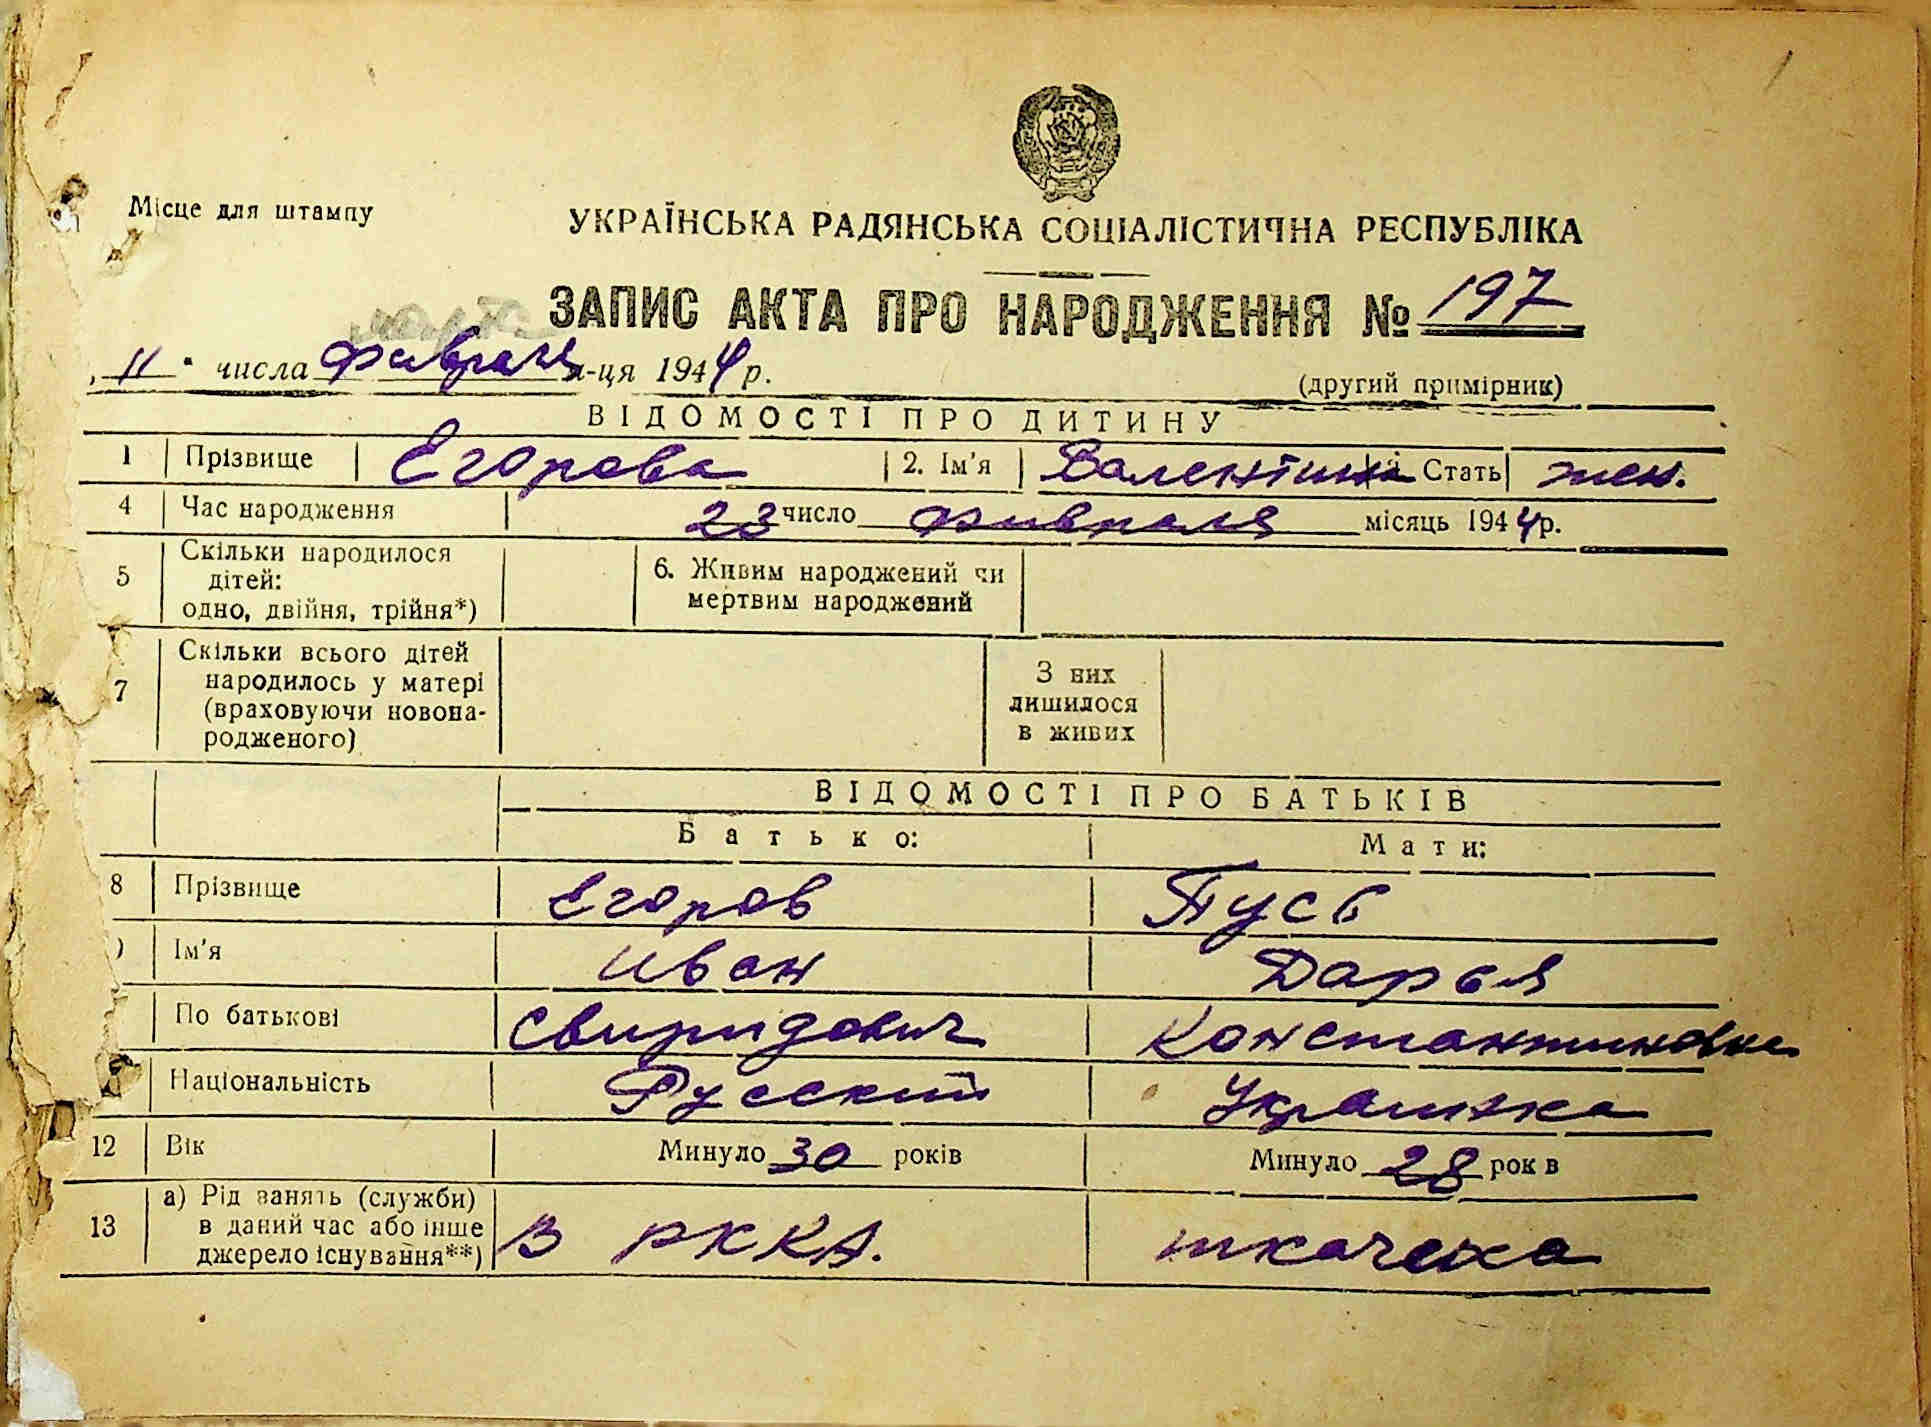 Місце для штампу
УКРАЇНСЬКА РАДЯНСЬКА СОЦІАЛІСТИЧНА РЕСПУБЛІКА
ЗАПИС АКТА ПРО НАРОДЖЕННЯ № 197
„ 11 " числа февраля м-ця 1944 р.
(другий примірник)
ВІДОМОСТІ ПРО ДИТИНУ
1 Прізвище Егорова 2. Ім'я Валентина Стать жен.
4 Час народження 23 число февраля місяць 1944 р.
5 Скільки народилося дітей: одно, двійня, трійня*) 6. Живим народжений чи мертвим народжений
7 Скільки всього дітей народилось у матері (враховуючи новонародженого) З них лишилося в живих
ВІДОМОСТІ ПРО БАТЬКІВ
Батько: Мати:
8 Прізвище Егоров Пусь
Ім'я Иван Дарья
По батькові Свиридович Константиновна
Національність Русский Украинка
12 Вік Минуло 30 років Минуло 28 рок в
13 а) Рід занять (служби) в даний час або інше джерело існування**) В РККА. ткачеха